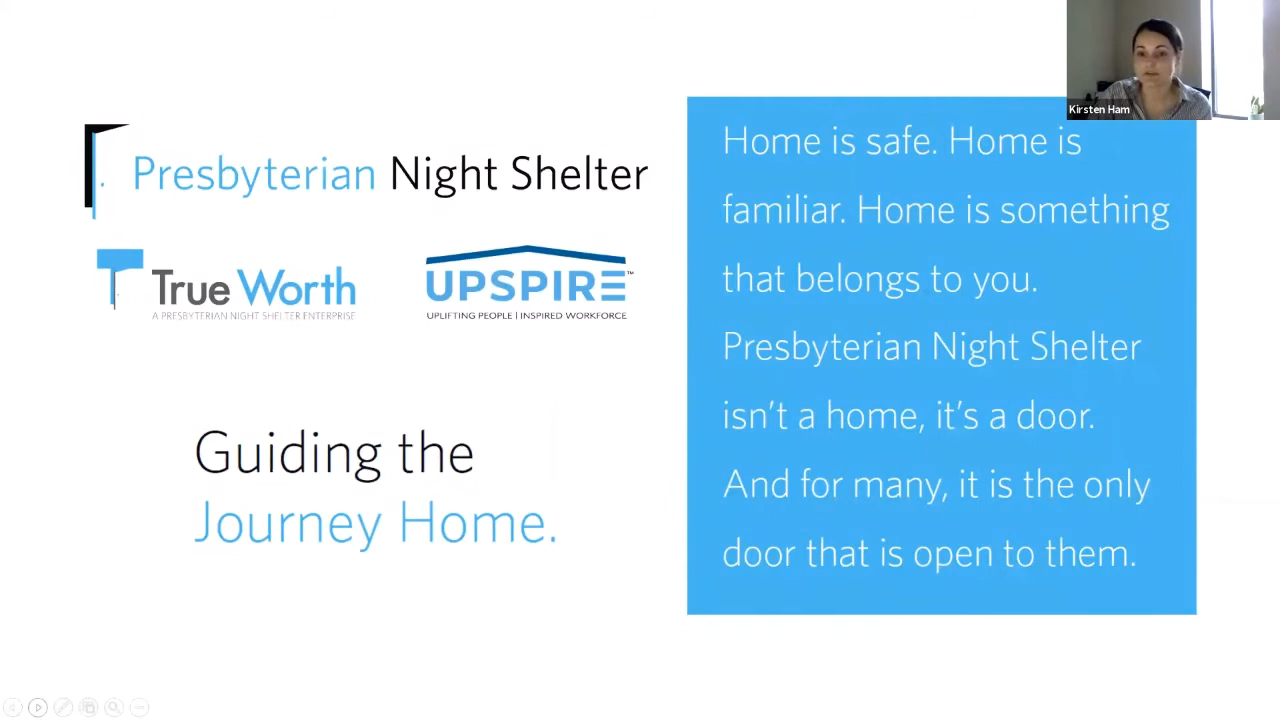 Kirsten Ham
Presbyterian Night Shelter
True Worth
A PRESBYTERIAN NIGHT SHELTER ENTERPRISE
UPSPIRE™
UPLIFTING PEOPLE | INSPIRED WORKFORCE
Guiding the
Journey Home.
Home is safe. Home is
familiar. Home is something
that belongs to you.
Presbyterian Night Shelter
isn’t a home, it’s a door.
And for many, it is the only
door that is open to them.